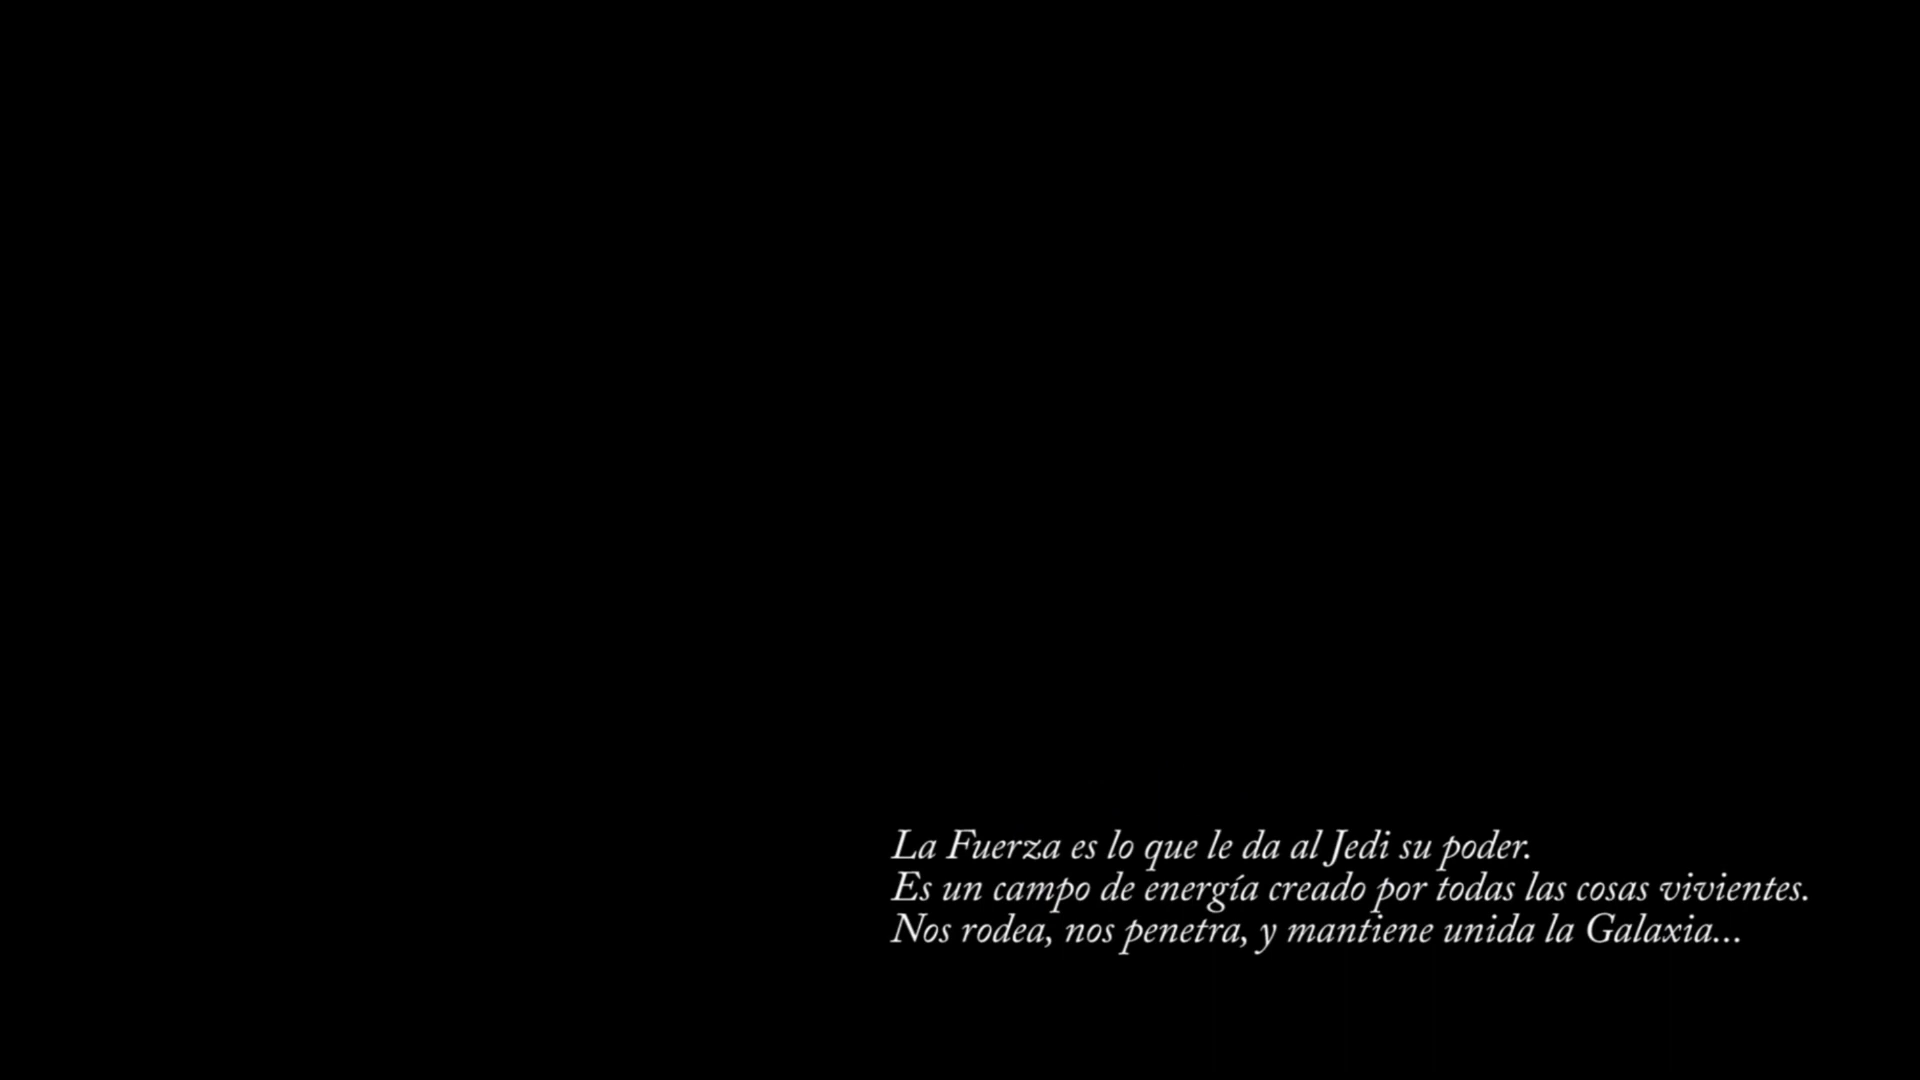 La Fuerza es lo que le da al Jedi su poder.
Es un campo de energía creado por todas las cosas vivientes.
Nos rodea, nos penetra, y mantiene unida la Galaxia...